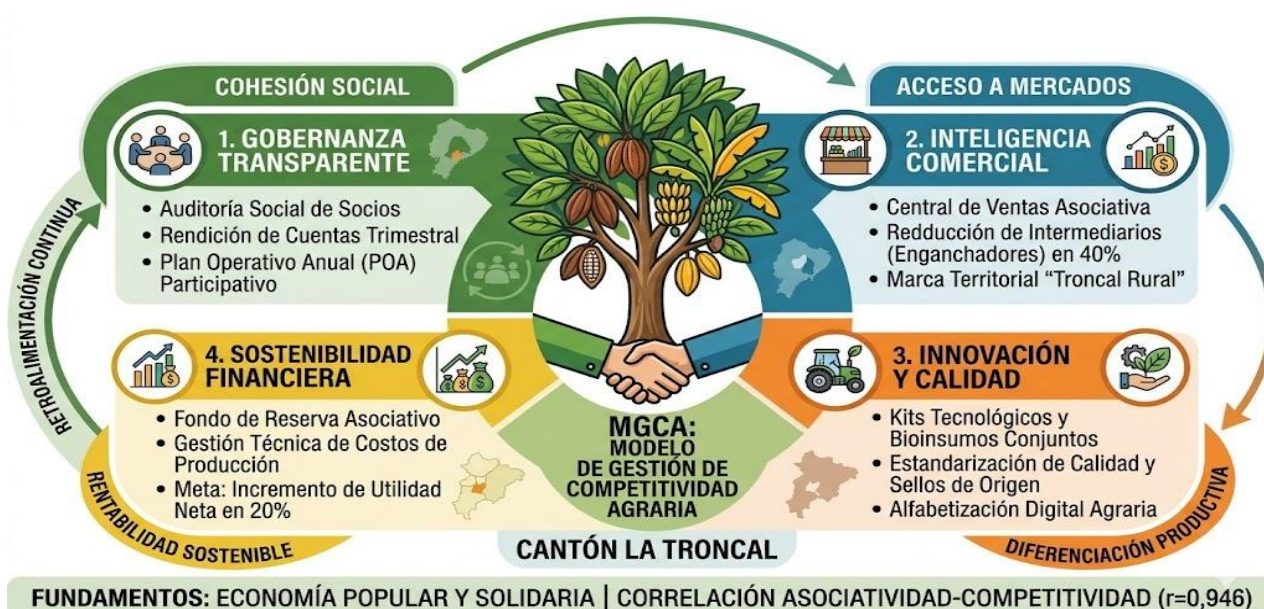 COHESIÓN SOCIAL
1. GOBERNANZA
TRANSPARENTE
• Auditoría Social de Socios
• Rendición de Cuentas Trimestral
• Plan Operativo Anual (POA)
Participativo
ACCESO A MERCADOS
2. INTELIGENCIA
COMERCIAL
• Central de Ventas Asociativa
• Redducción de Intermediarios
(Enganchadores) en 40%
• Marca Territorial “Troncal Rural”
3. INNOVACIÓN
Y CALIDAD
• Kits Tecnológicos y
Bioinsumos Conjuntos
• Estandarización de Calidad y
Sellos de Origen
• Alfabetización Digital Agraria
DIFERENCIACIÓN PRODUCTIVA
4. SOSTENIBILIDAD
FINANCIERA
• Fondo de Reserva Asociativo
• Gestión Técnica de Costos de
Producción
• Meta: Incremento de Utilidad
Neta en 20%
RENTABILIDAD SOSTENIBLE
RETROALIMENTACIÓN CONTINUA
MGCA:
MODELO
DE GESTIÓN DE
COMPETITIVIDAD
AGRARIA
CANTÓN LA TRONCAL
FUNDAMENTOS: ECONOMÍA POPULAR Y SOLIDARIA | CORRELACIÓN ASOCIATIVIDAD-COMPETITIVIDAD (r=0,946)